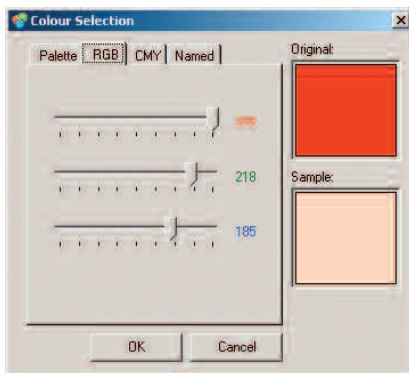 Colour Selection
Palette RGB CMY Named
Original:
218
Sample:
185
OK Cancel